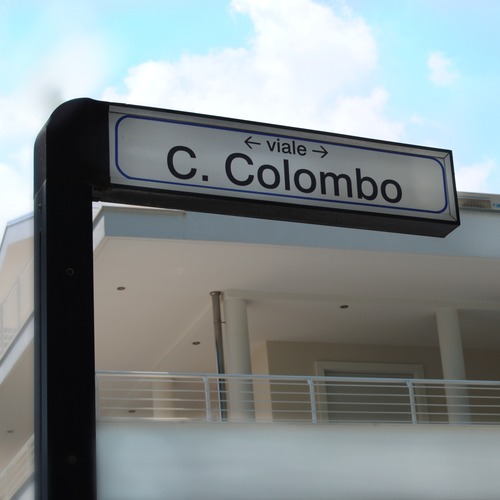 ← viale →
C. Colombo